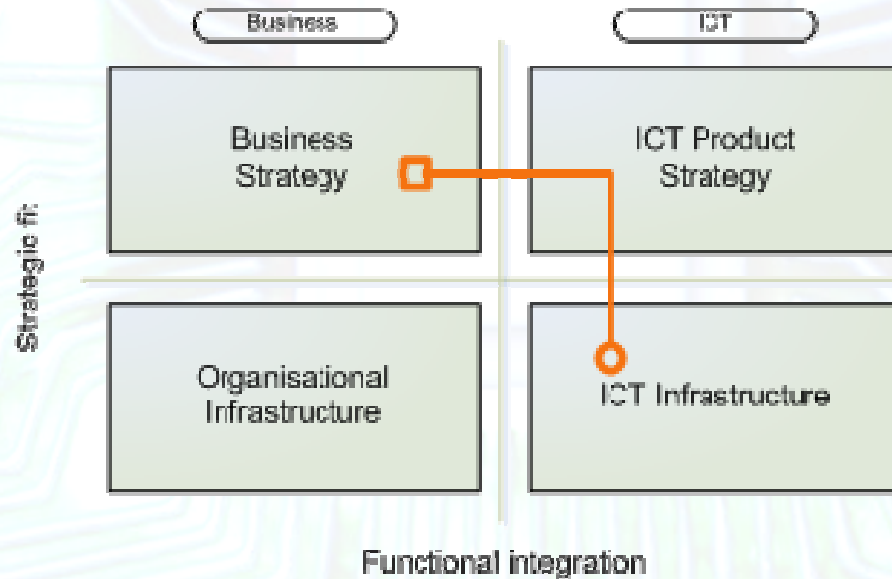 Business
ICT
Business
Strategy
ICT Product
Strategy
Strategic fit
Organisational
Infrastructure
ICT Infrastructure
Functional integration